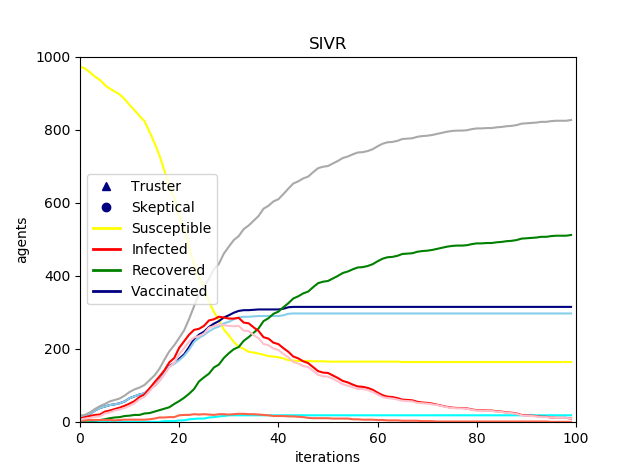 SIVR
1000
800
600
400
200
0
agents
Truster
Skeptical
Susceptible
Infected
Recovered
Vaccinated
0 20 40 60 80 100
iterations